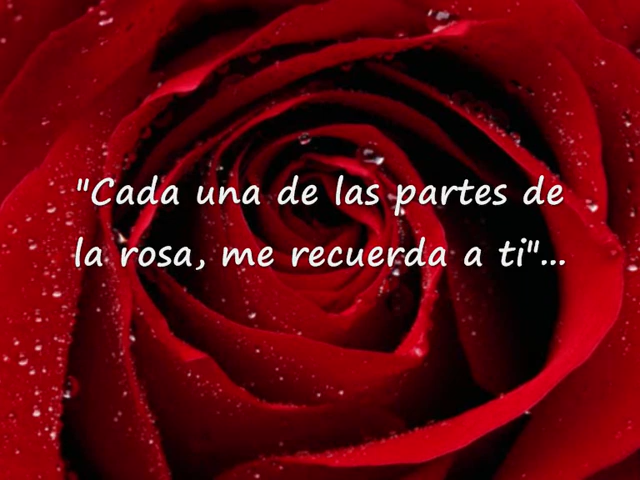 "Cada una de las partes de
la rosa, me recuerda a ti"...